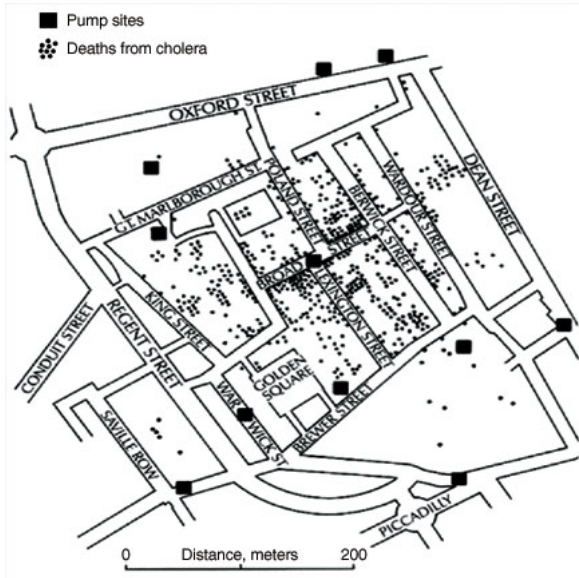 Pump sites
Deaths from cholera
OXFORD STREET
GT. MARLBOROUGH ST.
POLAND STREET
BERWICK STREET
WARDOUR STREET
DEAN STREET
BROAD STREET
LEXINGTON STREET
KING STREET
REGENT STREET
CONDUIT STREET
GOLDEN
SQUARE
WARWICK ST.
BREWER STREET
SAVILLE ROW
PICCADILLY
0 Distance, meters 200